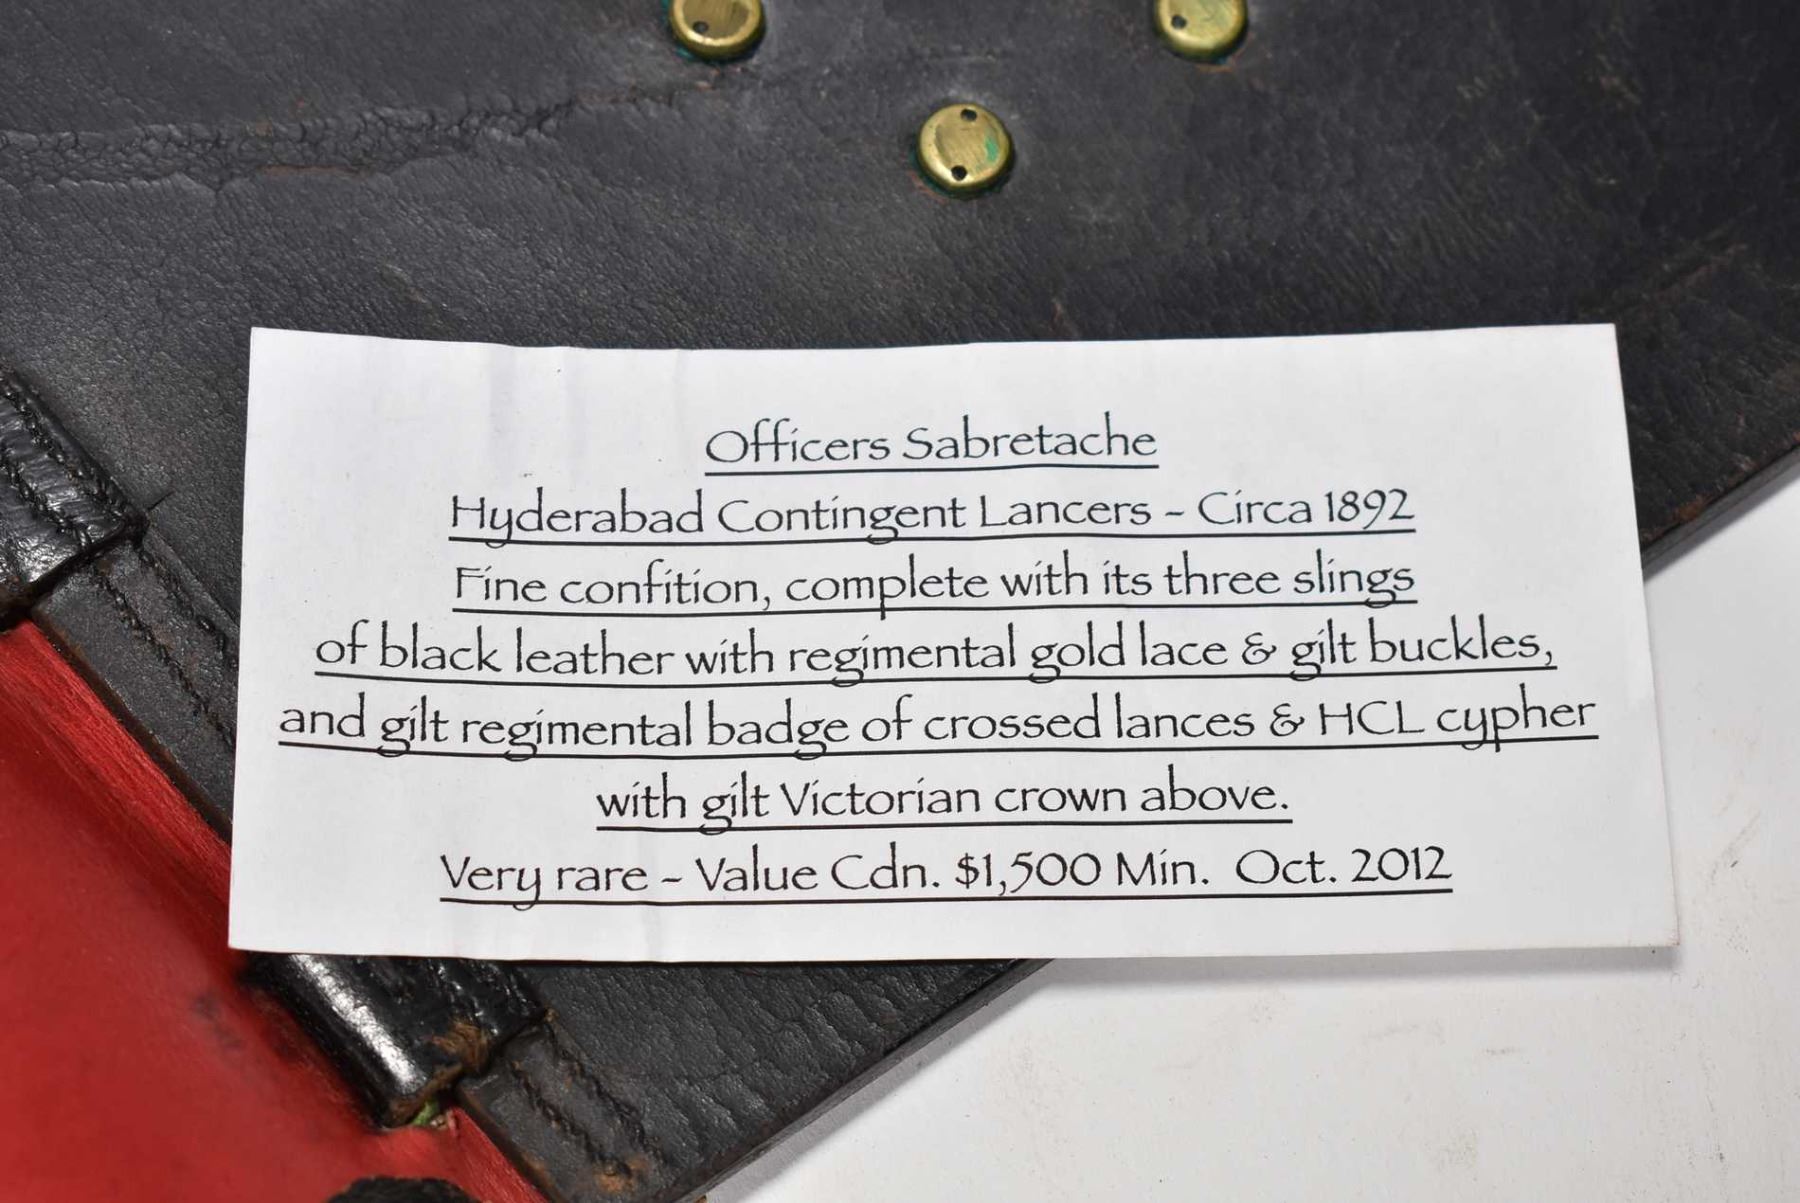 Officers Sabretache
Hyderabad Contingent Lancers - Circa 1892
Fine confition, complete with its three slings
of black leather with regimental gold lace & gilt buckles,
and gilt regimental badge of crossed lances & HCL cypher
with gilt Victorian crown above.
Very rare - Value Cdn. $1,500 Min. Oct. 2012